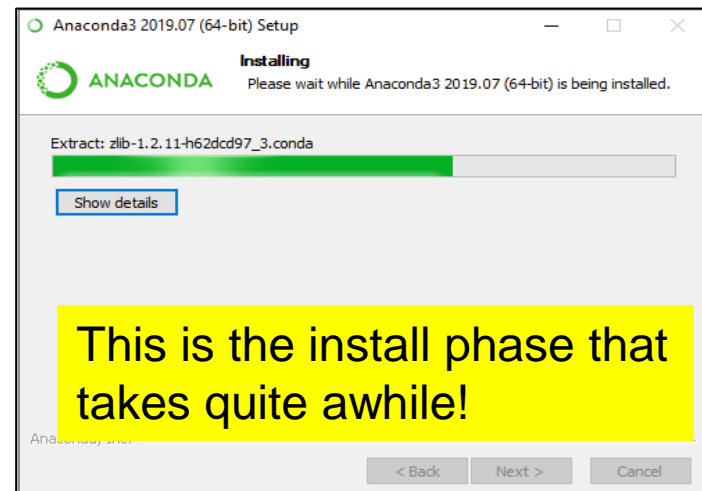 Anaconda3 2019.07 (64-bit) Setup
ANACONDA
Installing
Please wait while Anaconda3 2019.07 (64-bit) is being installed.
Extract: zlib-1.2.11-h62dcd97_3.conda
Show details
This is the install phase that
takes quite awhile!
< Back Next > Cancel